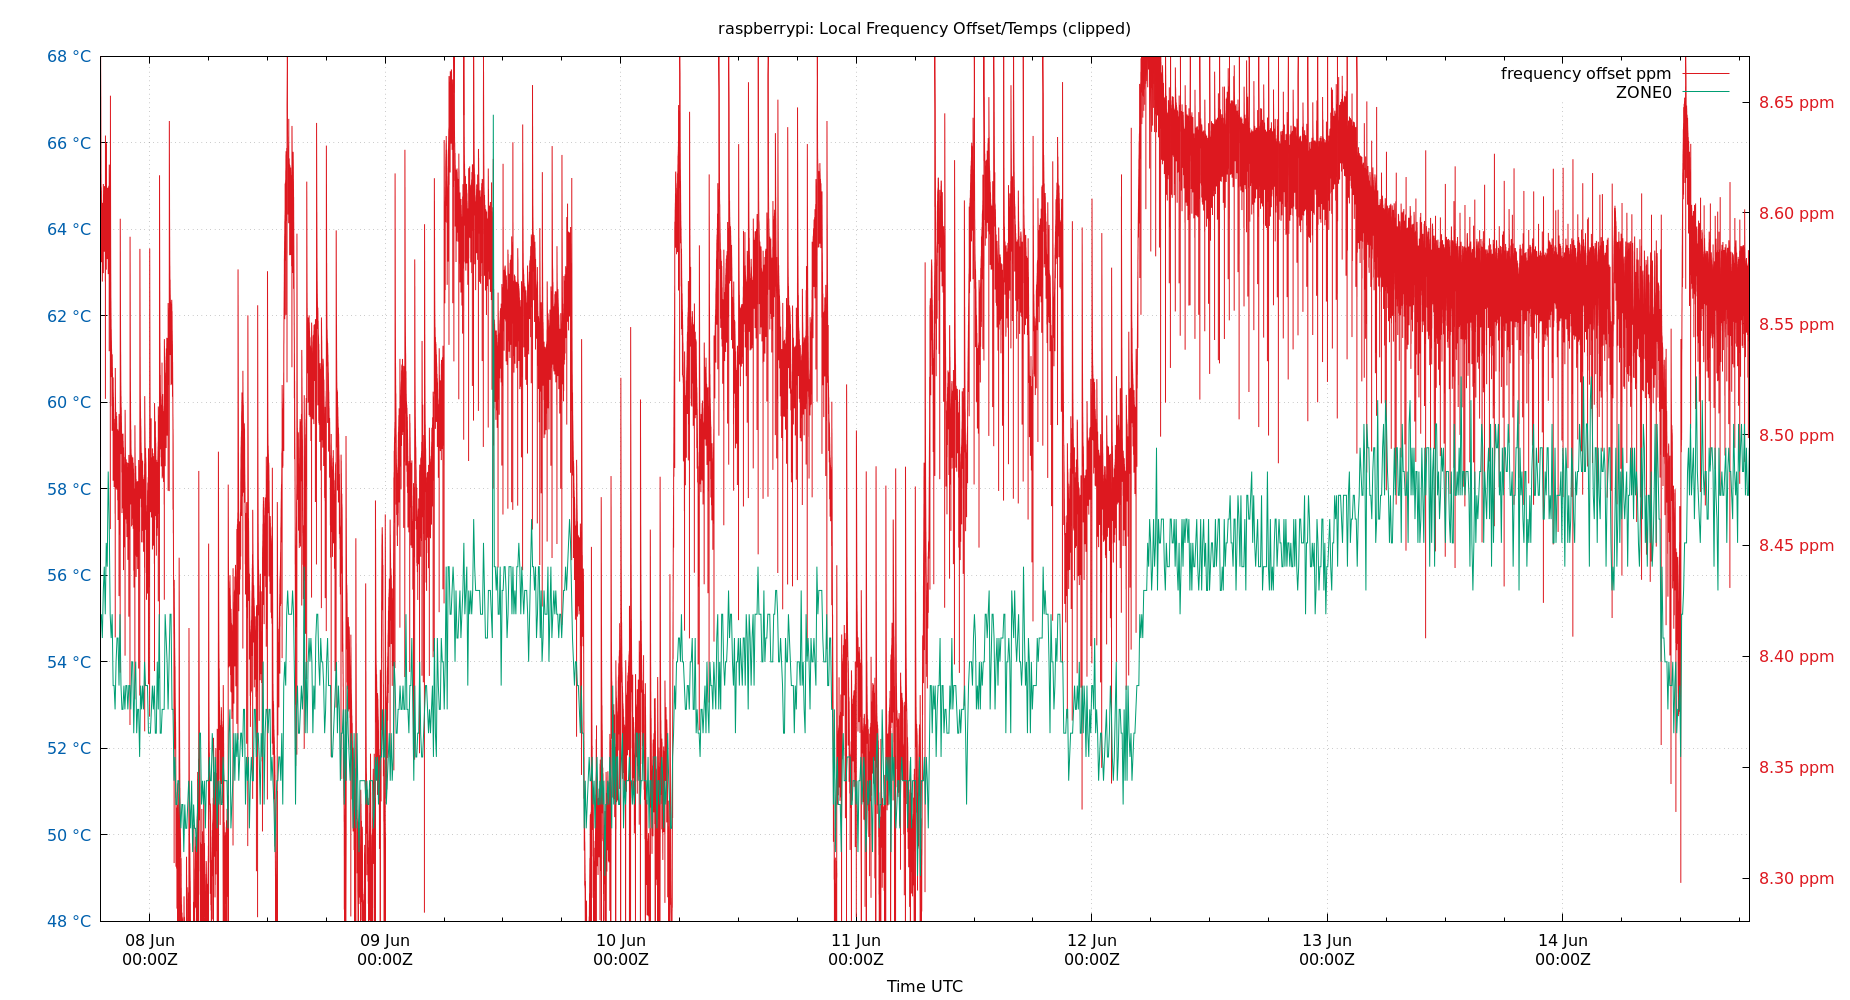 raspberrypi: Local Frequency Offset/Temps (clipped)
frequency offset ppm
ZONE0
68 °C
66 °C
64 °C
62 °C
60 °C
58 °C
56 °C
54 °C
52 °C
50 °C
48 °C
8.65 ppm
8.60 ppm
8.55 ppm
8.50 ppm
8.45 ppm
8.40 ppm
8.35 ppm
8.30 ppm
08 Jun 09 Jun 10 Jun 11 Jun 12 Jun 13 Jun 14 Jun
00:00Z 00:00Z 00:00Z 00:00Z 00:00Z 00:00Z 00:00Z
Time UTC